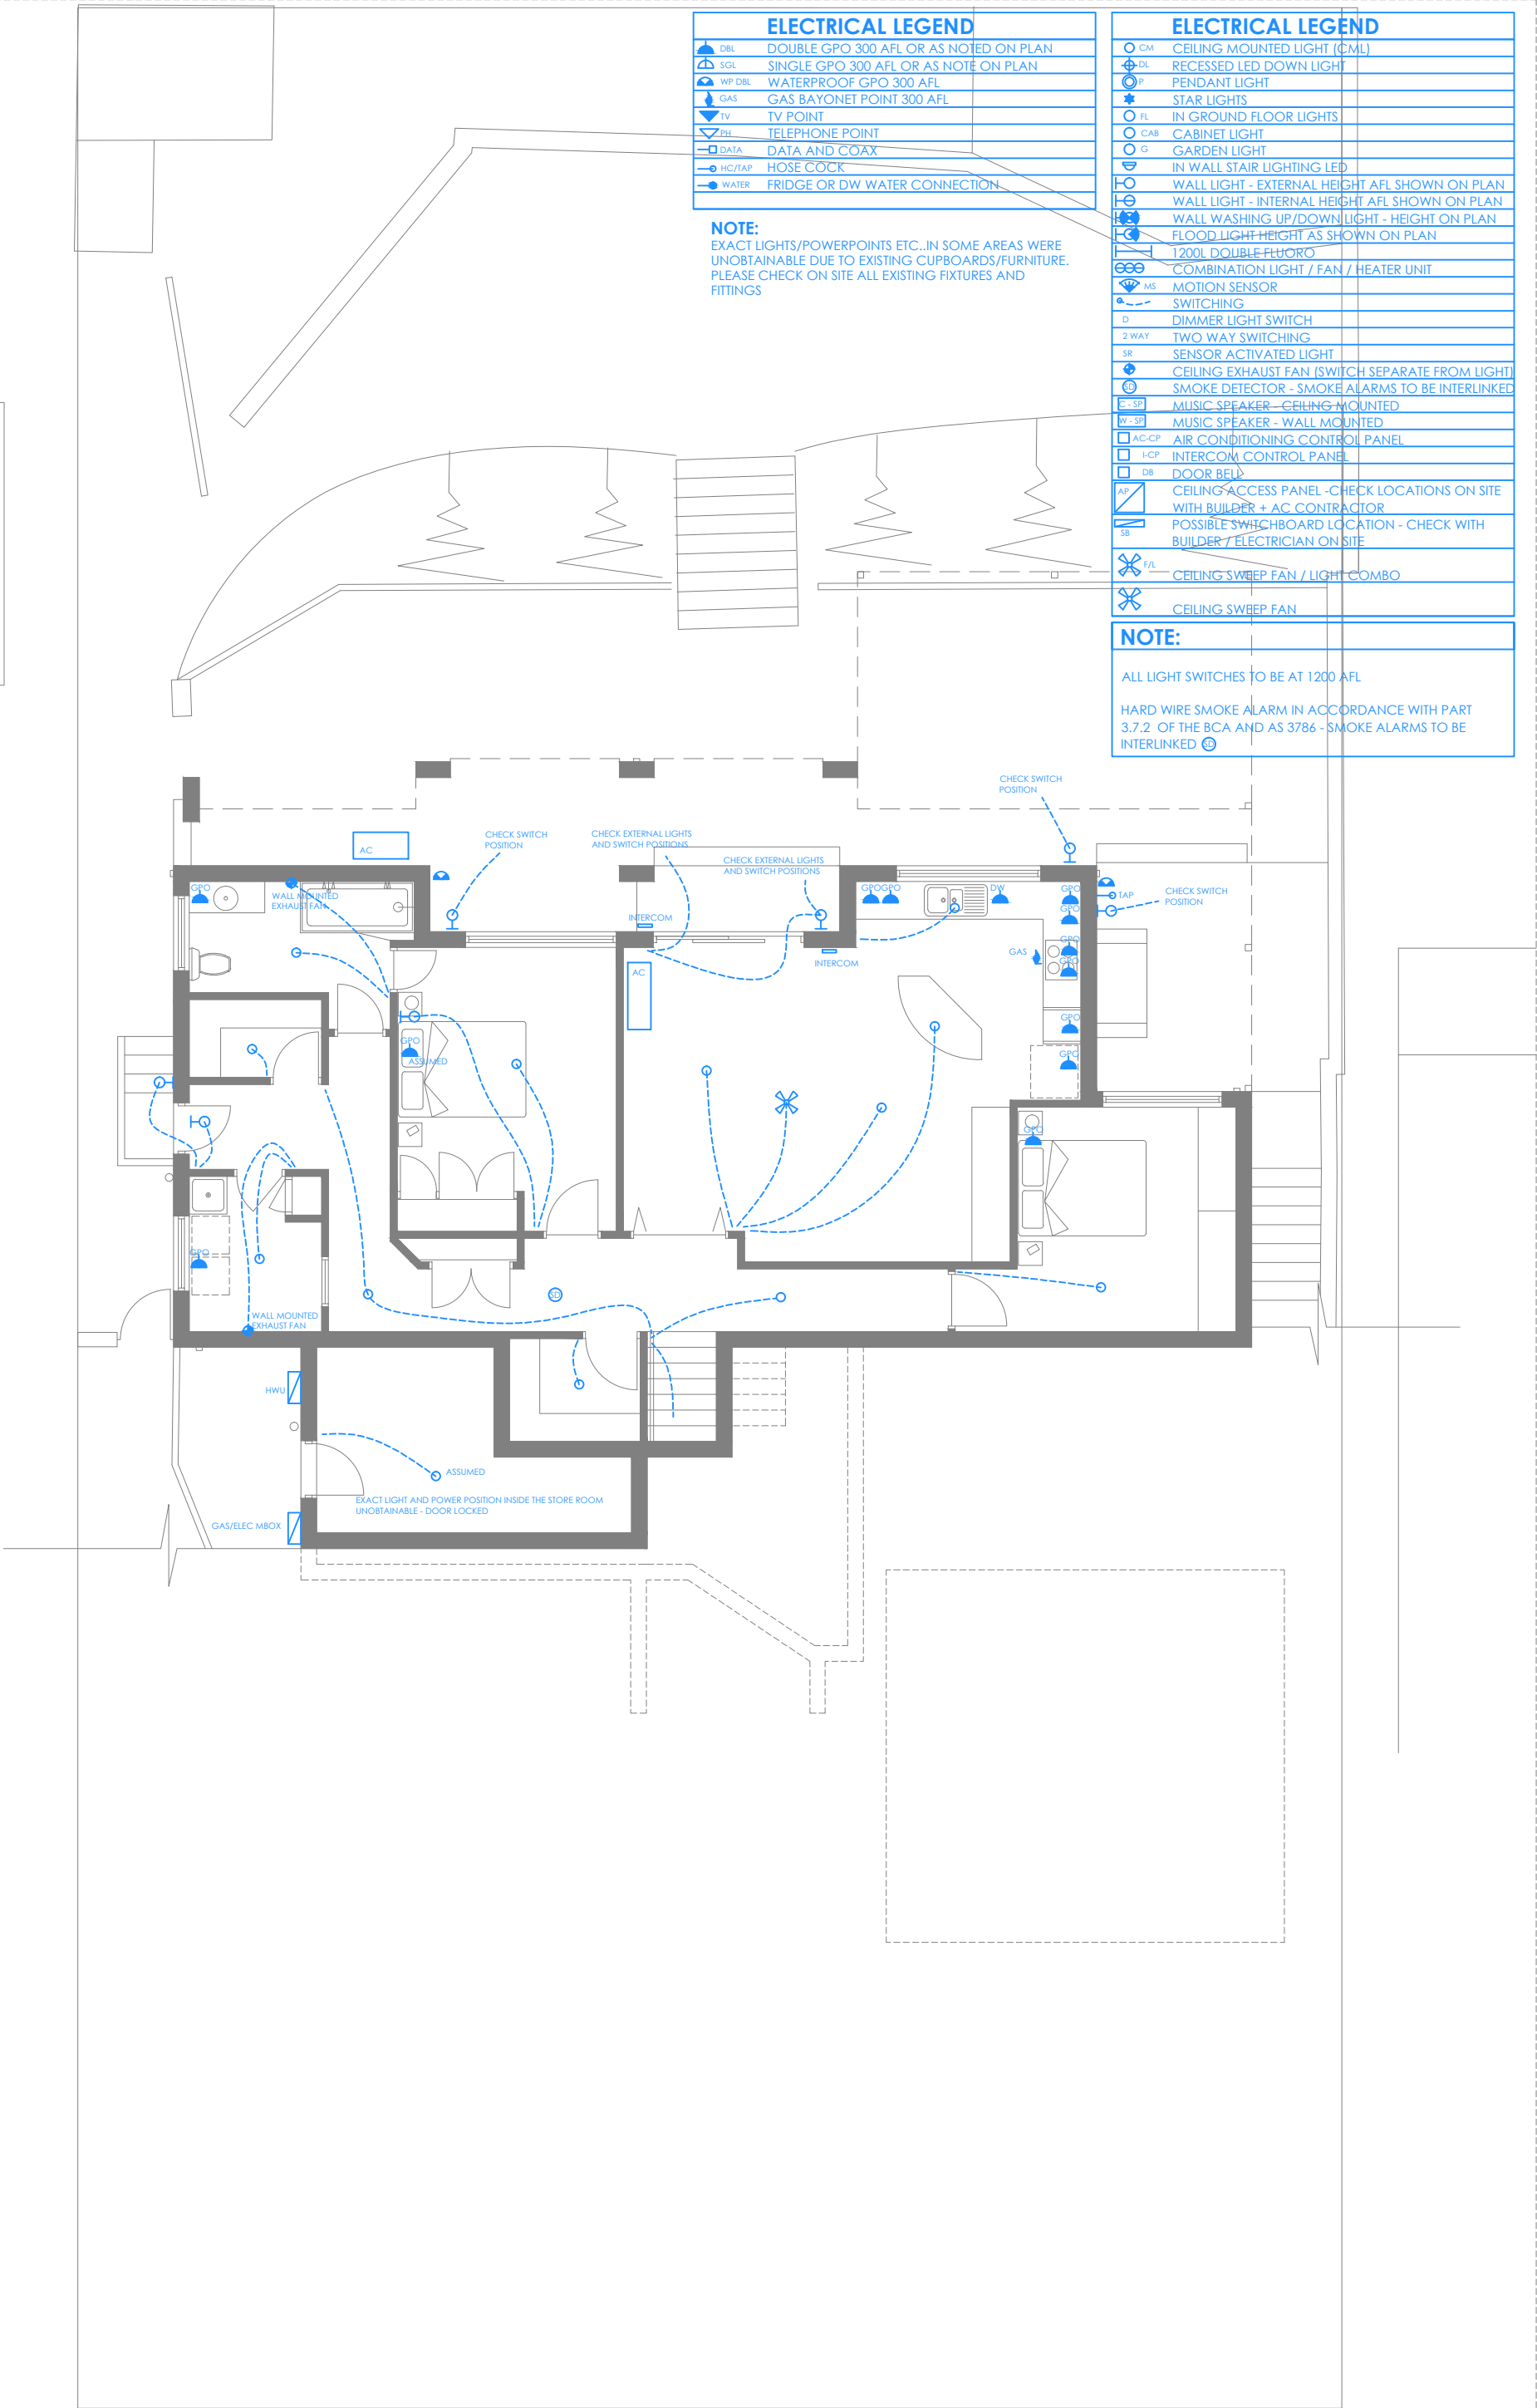 ELECTRICAL LEGEND
DBL DOUBLE GPO 300 AFL OR AS NOTED ON PLAN
SGL SINGLE GPO 300 AFL OR AS NOTE ON PLAN
WP DBL WATERPROOF GPO 300 AFL
GAS GAS BAYONET POINT 300 AFL
TV TV POINT
PH TELEPHONE POINT
DATA DATA AND COAX
HC/TAP HOSE COCK
WATER FRIDGE OR DW WATER CONNECTION
NOTE:
EXACT LIGHTS/POWERPOINTS ETC..IN SOME AREAS WERE
UNOBTAINABLE DUE TO EXISTING CUPBOARDS/FURNITURE.
PLEASE CHECK ON SITE ALL EXISTING FIXTURES AND
FITTINGS
ELECTRICAL LEGEND
CM CEILING MOUNTED LIGHT (CML)
DL RECESSED LED DOWN LIGHT
P PENDANT LIGHT
STAR LIGHTS
FL IN GROUND FLOOR LIGHTS
CAB CABINET LIGHT
G GARDEN LIGHT
IN WALL STAIR LIGHTING LED
WALL LIGHT - EXTERNAL HEIGHT AFL SHOWN ON PLAN
WALL LIGHT - INTERNAL HEIGHT AFL SHOWN ON PLAN
WALL WASHING UP/DOWN LIGHT - HEIGHT ON PLAN
FLOOD LIGHT HEIGHT AS SHOWN ON PLAN
1200L DOUBLE FLUORO
COMBINATION LIGHT / FAN / HEATER UNIT
MS MOTION SENSOR
SWITCHING
D DIMMER LIGHT SWITCH
2 WAY TWO WAY SWITCHING
SR SENSOR ACTIVATED LIGHT
CEILING EXHAUST FAN (SWITCH SEPARATE FROM LIGHT)
SD SMOKE DETECTOR - SMOKE ALARMS TO BE INTERLINKED
C - SP MUSIC SPEAKER - CEILING MOUNTED
W - SP MUSIC SPEAKER - WALL MOUNTED
AC-CP AIR CONDITIONING CONTROL PANEL
I-CP INTERCOM CONTROL PANEL
DB DOOR BELL
AP CEILING ACCESS PANEL -CHECK LOCATIONS ON SITE
WITH BUILDER + AC CONTRACTOR
POSSIBLE SWITCHBOARD LOCATION - CHECK WITH
SB BUILDER / ELECTRICIAN ON SITE
F/L CEILING SWEEP FAN / LIGHT COMBO
CEILING SWEEP FAN
NOTE:
ALL LIGHT SWITCHES TO BE AT 1200 AFL
HARD WIRE SMOKE ALARM IN ACCORDANCE WITH PART
3.7.2 OF THE BCA AND AS 3786 - SMOKE ALARMS TO BE
INTERLINKED SD
CHECK SWITCH
POSITION
AC
CHECK SWITCH
POSITION
CHECK EXTERNAL LIGHTS
AND SWITCH POSITIONS
CHECK EXTERNAL LIGHTS
AND SWITCH POSITIONS
GPO
WALL MOUNTED
EXHAUST FAN
GPO GPO
DW
GPO
TAP
CHECK SWITCH
POSITION
GPO
INTERCOM
GPO
GAS
GPO
INTERCOM
AC
GPO
GPO
ASSUMED
GPO
GPO
GPO
SD
WALL MOUNTED
EXHAUST FAN
HWU
ASSUMED
EXACT LIGHT AND POWER POSITION INSIDE THE STORE ROOM
UNOBTAINABLE - DOOR LOCKED
GAS/ELEC MBOX